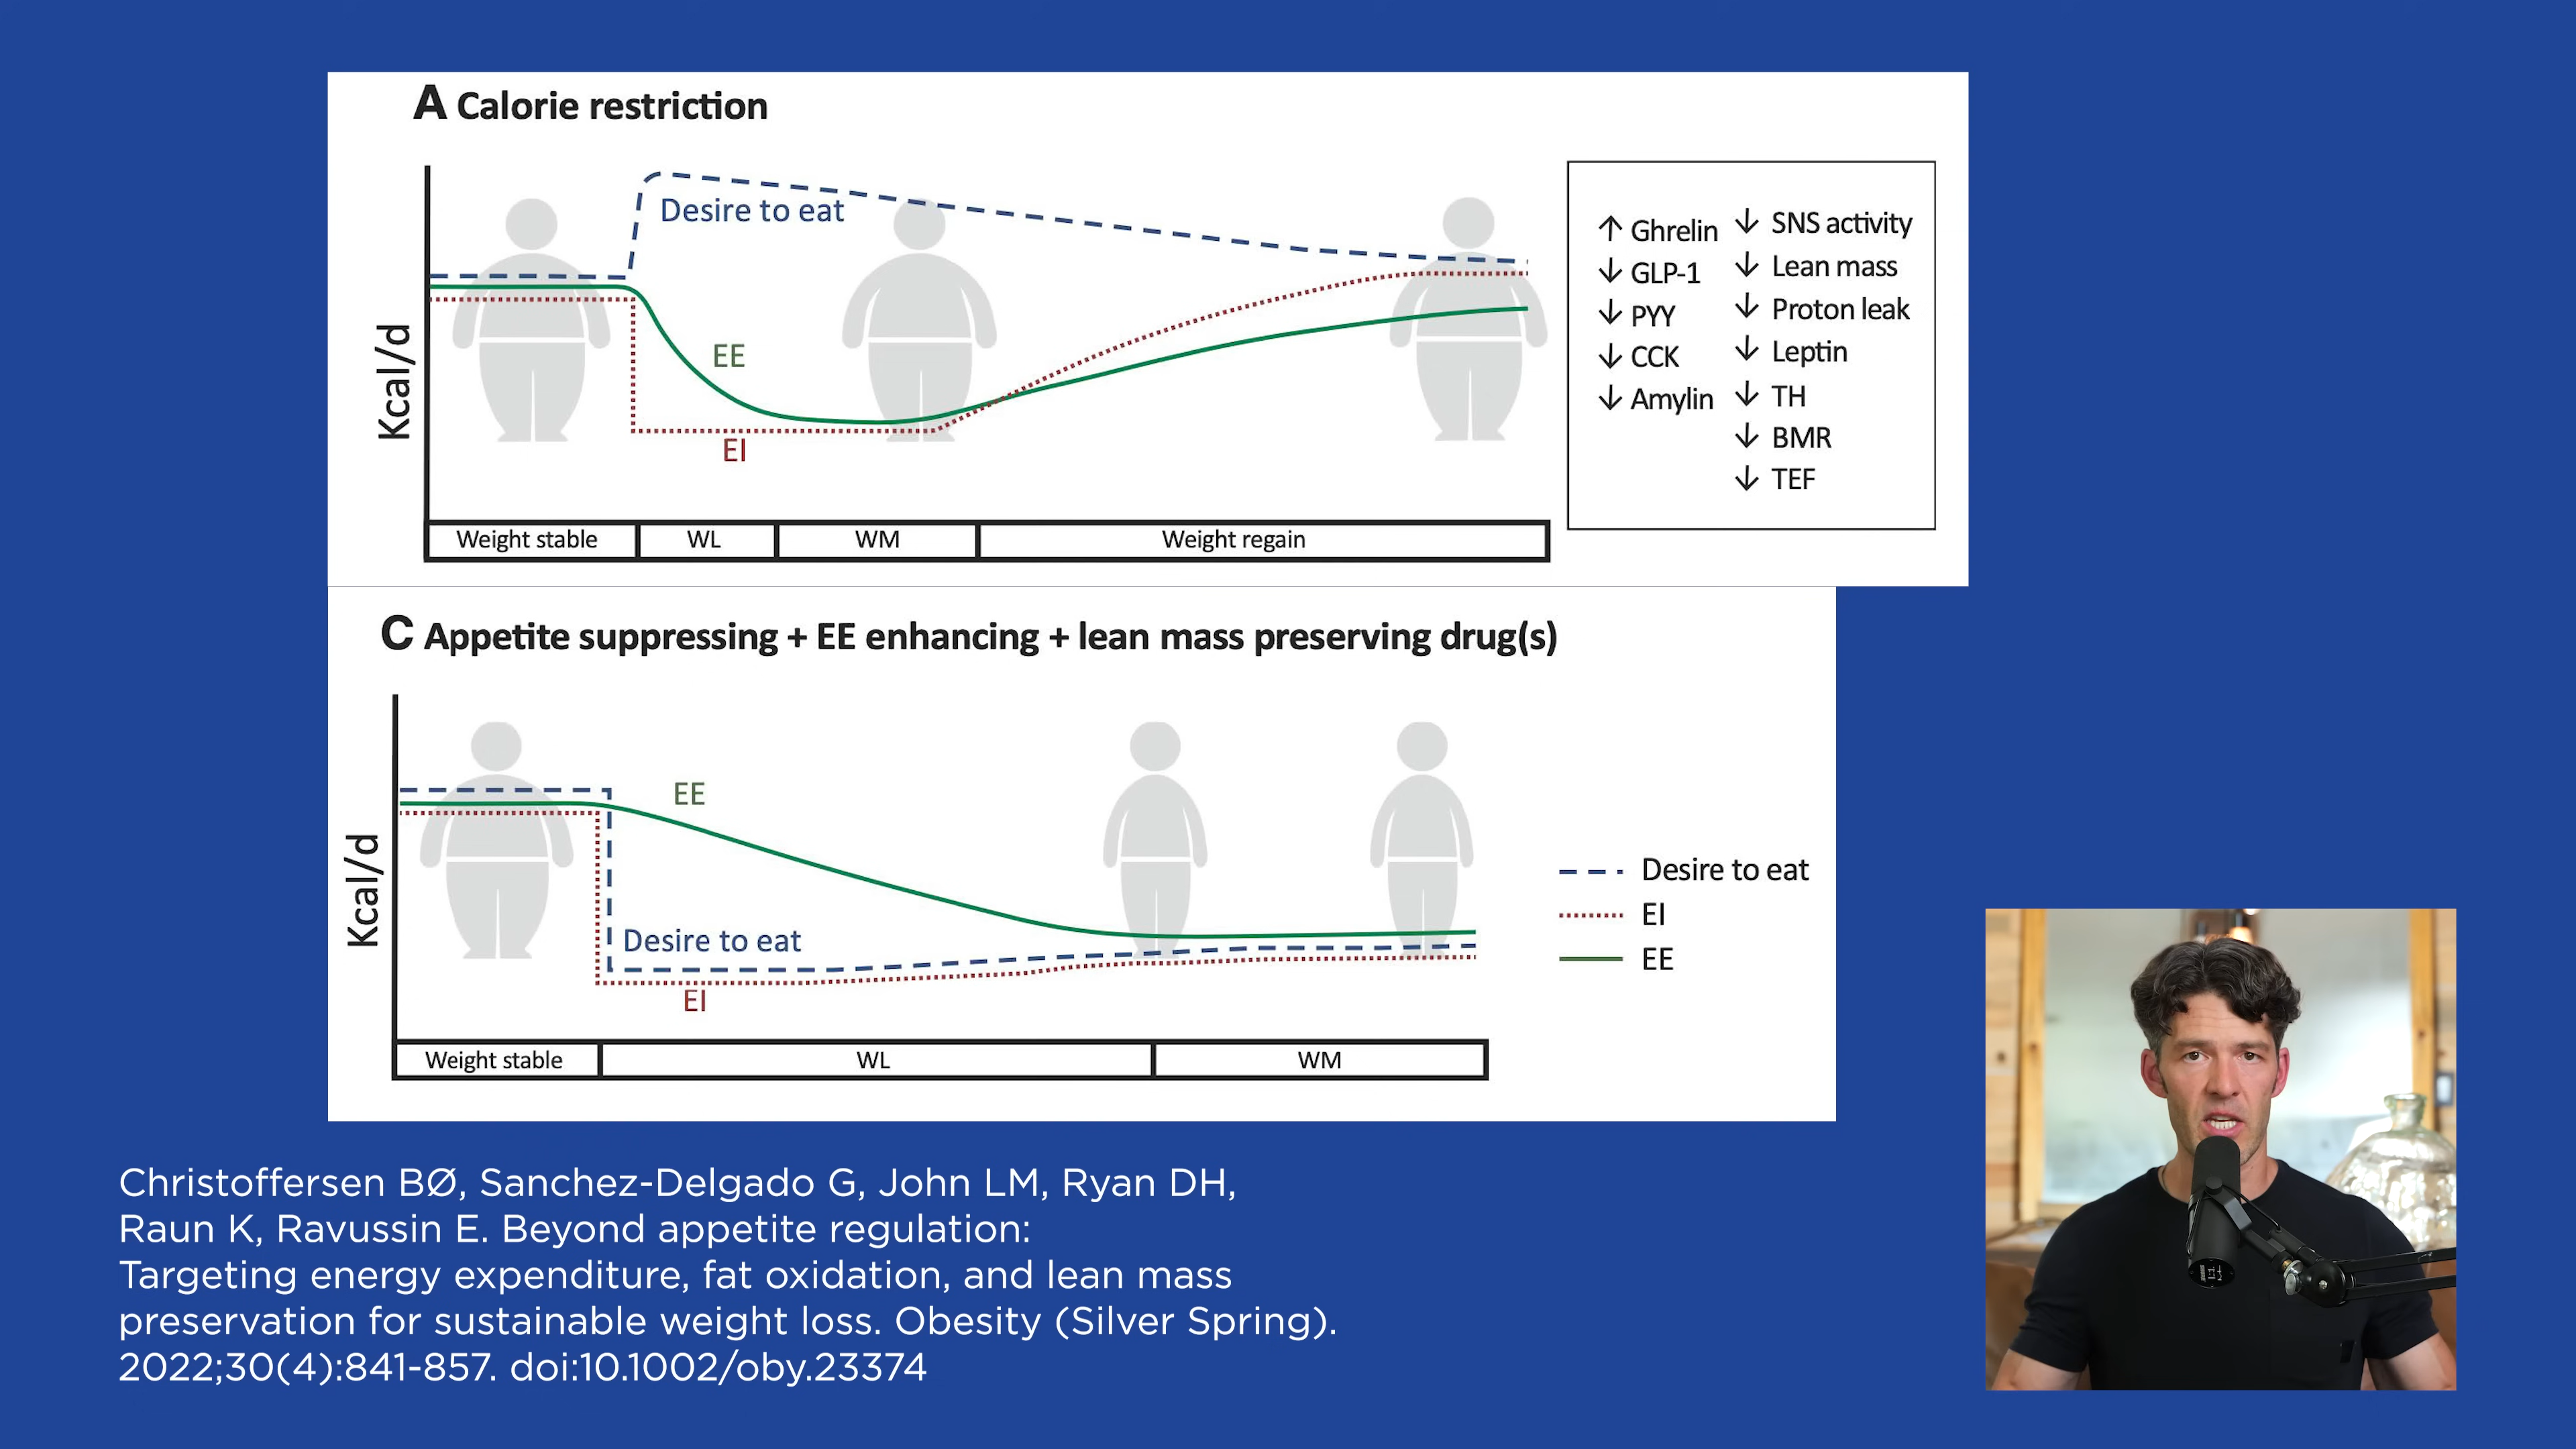 A Calorie restriction
Kcal/d
Desire to eat
EE
EI
Weight stable
WL
WM
Weight regain
↑ Ghrelin
↓ GLP-1
↓ PYY
↓ CCK
↓ Amylin
↓ SNS activity
↓ Lean mass
↓ Proton leak
↓ Leptin
↓ TH
↓ BMR
↓ TEF
C Appetite suppressing + EE enhancing + lean mass preserving drug(s)
Kcal/d
EE
Desire to eat
EI
Weight stable
WL
WM
Desire to eat
EI
EE
Christoffersen BØ, Sanchez-Delgado G, John LM, Ryan DH,
Raun K, Ravussin E. Beyond appetite regulation:
Targeting energy expenditure, fat oxidation, and lean mass
preservation for sustainable weight loss. Obesity (Silver Spring).
2022;30(4):841-857. doi:10.1002/oby.23374